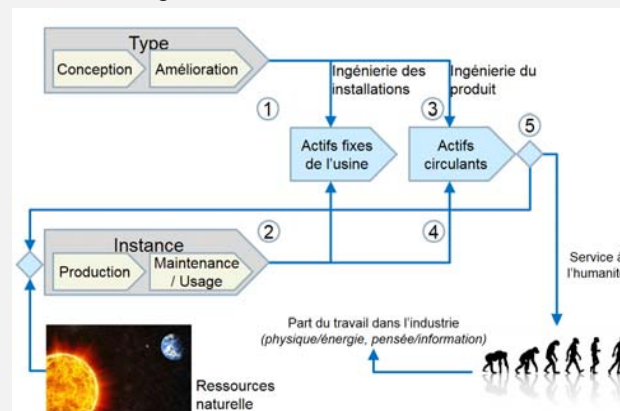 Type
Conception
Amélioration
Ingénierie des
installations
Ingénierie du
produit
1
3
5
Actifs fixes
de l'usine
Actifs
circulants
2
4
Instance
Production
Maintenance
/ Usage
Service à
l'humanité
Part du travail dans l'industrie
(physique/énergie, pensée/information)
Ressources
naturelle